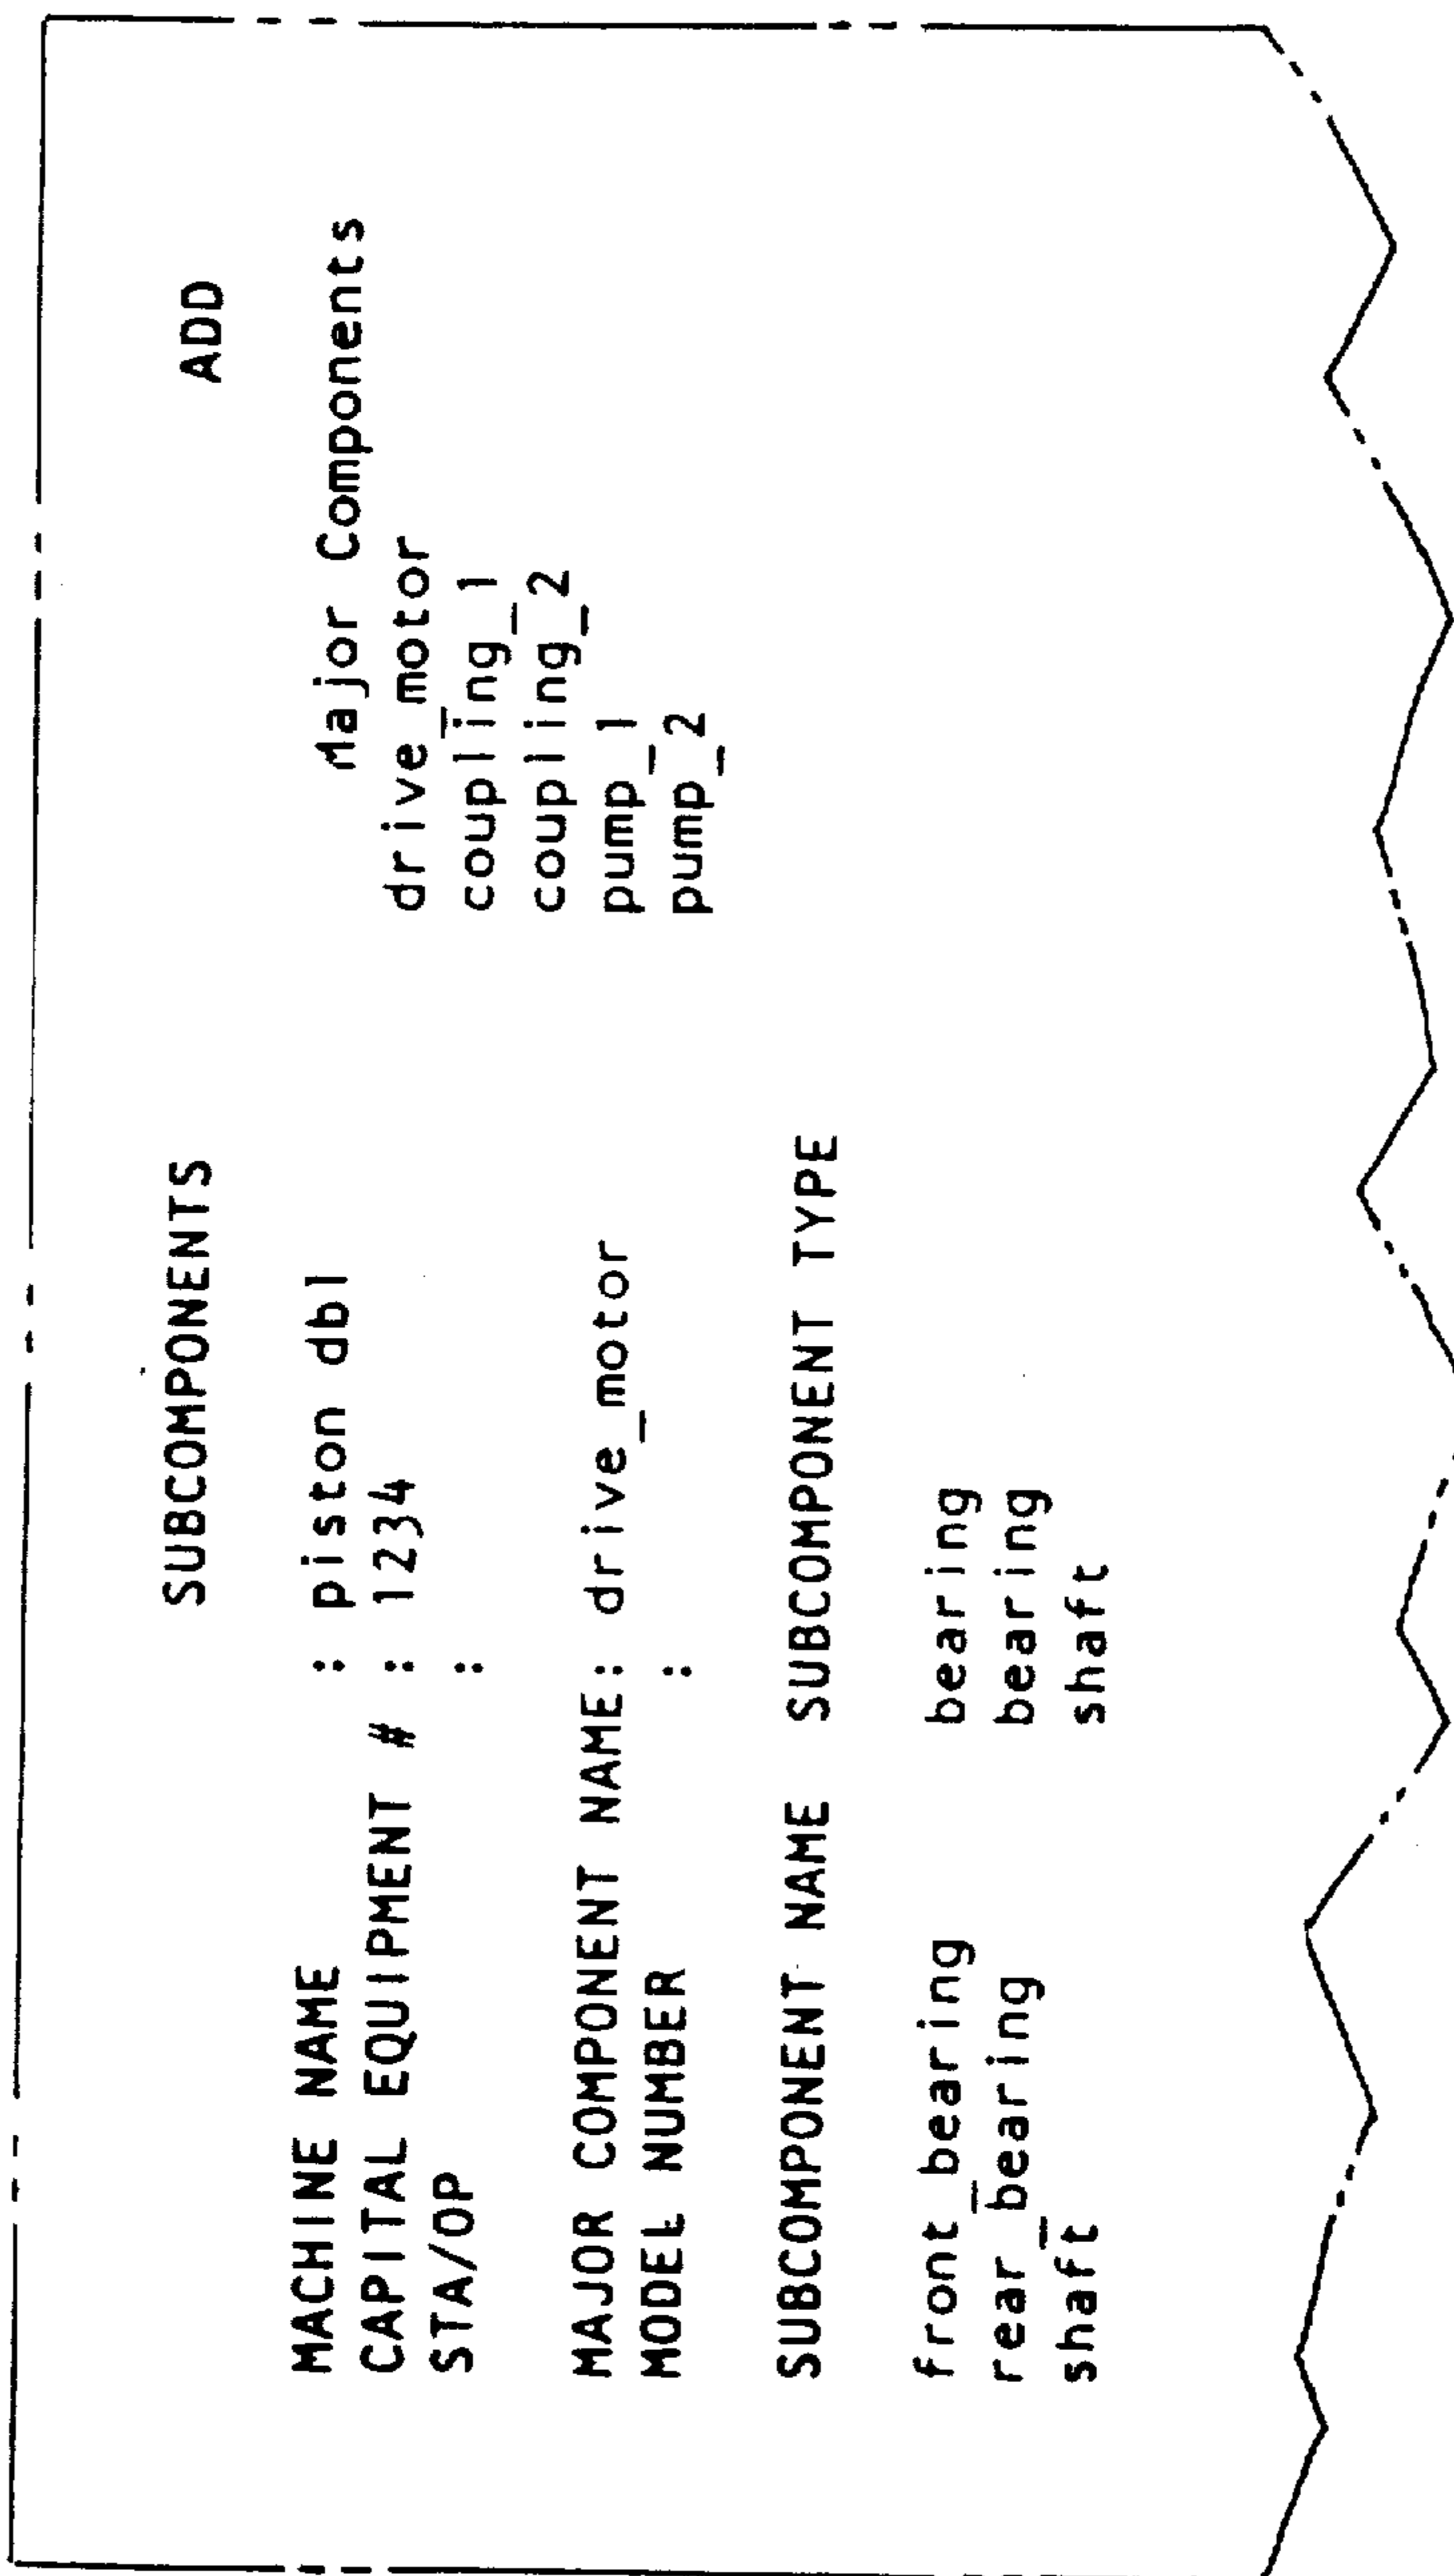 SUBCOMPONENTS ADD
MACHINE NAME : piston dbl Major Components
CAPITAL EQUIPMENT # : 1234 drive_motor
STA/OP : coupling_1
coupling_2
MAJOR COMPONENT NAME: drive_motor pump_1
MODEL NUMBER : pump_2
SUBCOMPONENT NAME SUBCOMPONENT TYPE
front_bearing bearing
rear_bearing bearing
shaft shaft